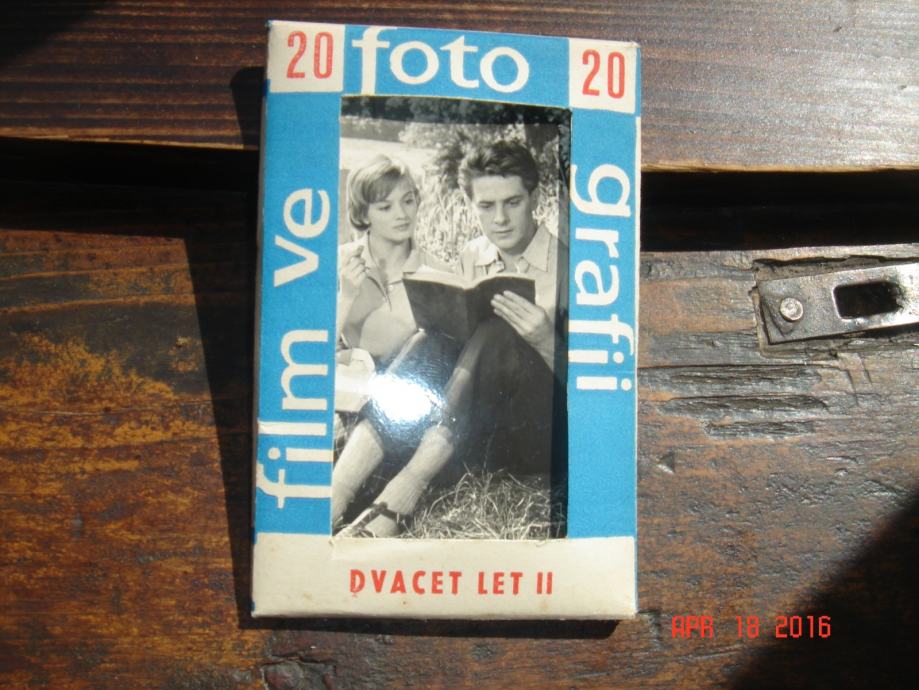 20 foto 20
film ve
grafii
DVACET LET II
APR 18 2016